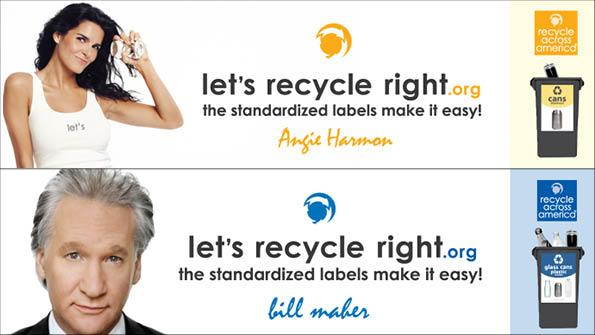 recycle
across
america
let's recycle right.org
the standardized labels make it easy!
let's
Angie Harmon
cans
recycle
across
america
let's recycle right.org
the standardized labels make it easy!
glass cans
plastic
bill maher